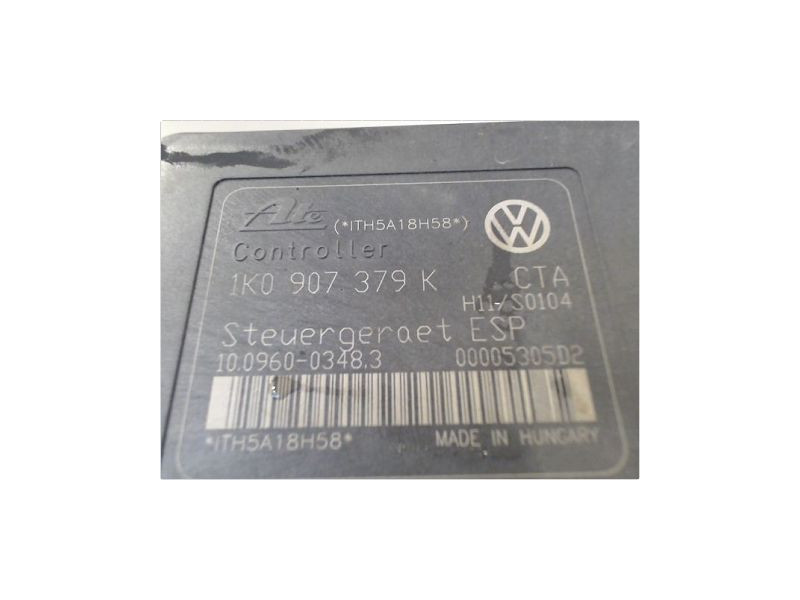 Ate (*ITH5A18H58*)
Controller
1K0 907 379 K CTA
H11-/S0104
Steuergeraet ESP
10.0960-0348.3 00005305D2
*ITH5A18H58* MADE IN HUNGARY